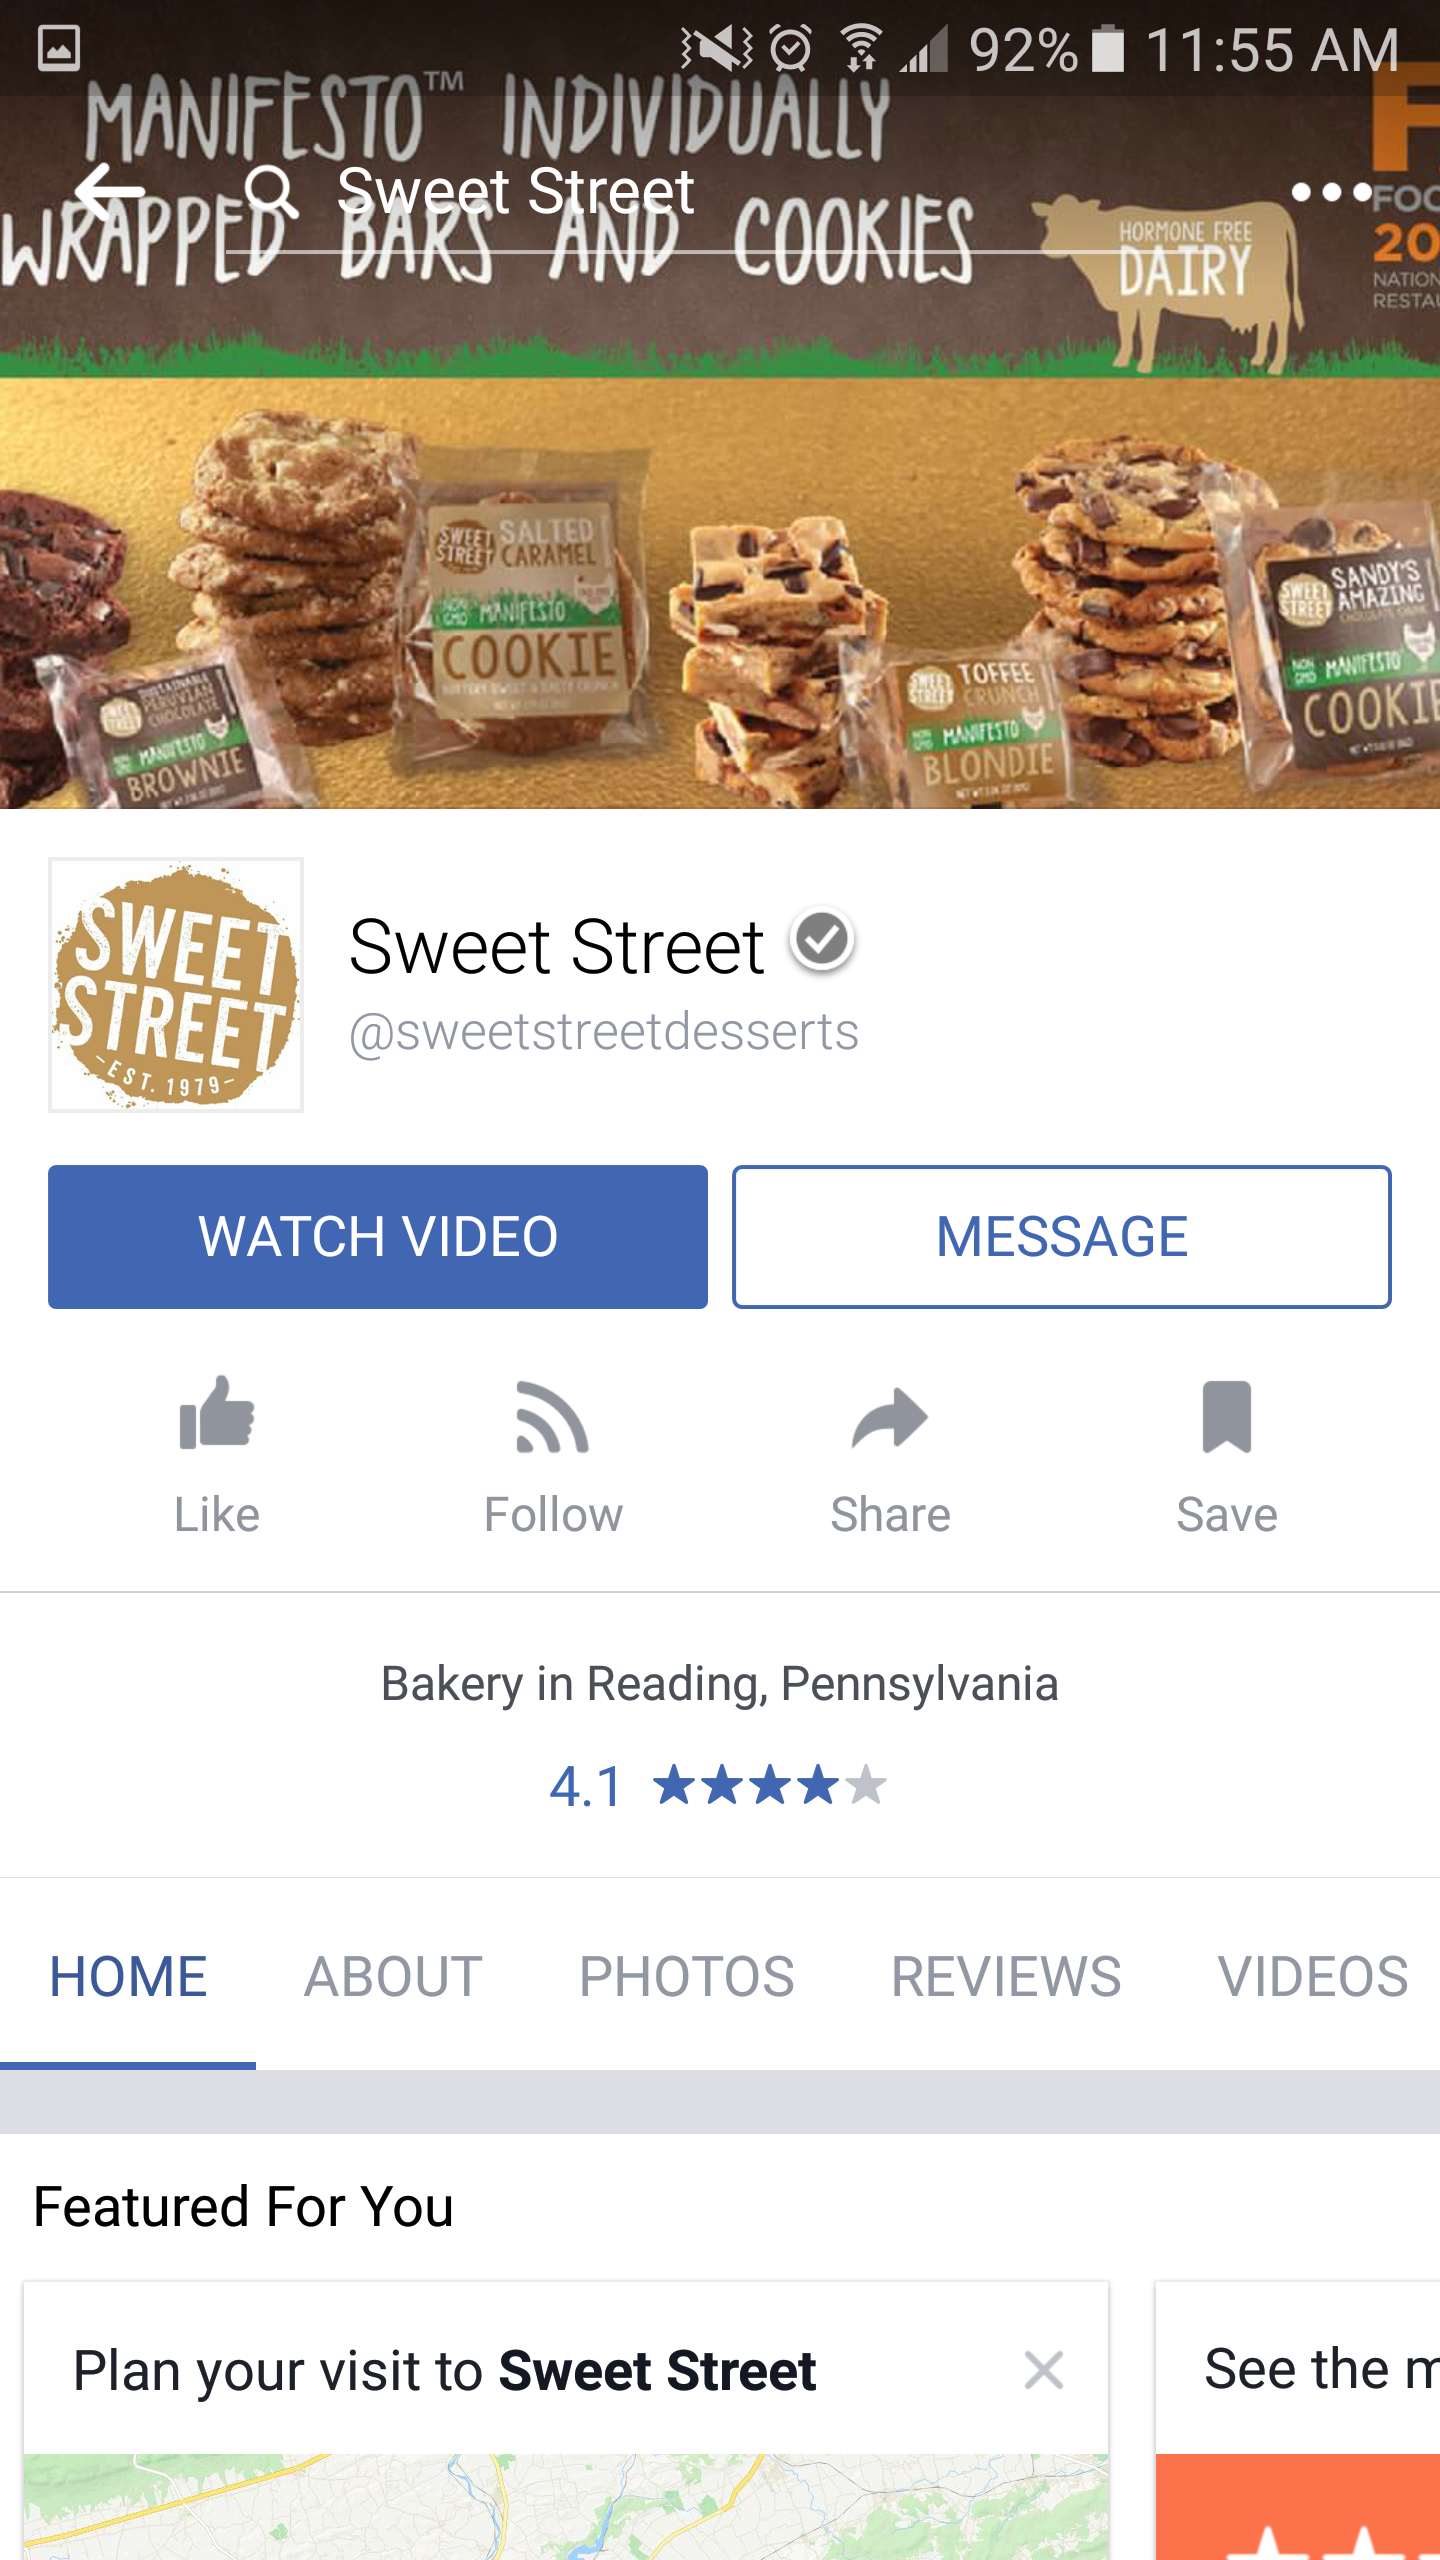 92% 11:55 AM
MANIFESTO™ INDIVIDUALLY
WRAPPED BARS AND COOKIES
Sweet Street
HORMONE FREE
DAIRY
FOO
20
NATION
RESTAU
SWEET STREET
SALTED
CARAMEL
NON GMO MANIFESTO
COOKIE
SWEET STREET
PERUVIAN
CHOCOLATE
MANIFESTO
BROWNIE
SWEET STREET
TOFFEE
CRUNCH
MANIFESTO
BLONDIE
SWEET STREET
SANDY'S
AMAZING
NON GMO MANIFESTO
COOKIE
SWEET
STREET
-EST. 1979-
Sweet Street
@sweetstreetdesserts
WATCH VIDEO
MESSAGE
Like
Follow
Share
Save
Bakery in Reading, Pennsylvania
4.1
HOME
ABOUT
PHOTOS
REVIEWS
VIDEOS
Featured For You
Plan your visit to Sweet Street
See the m